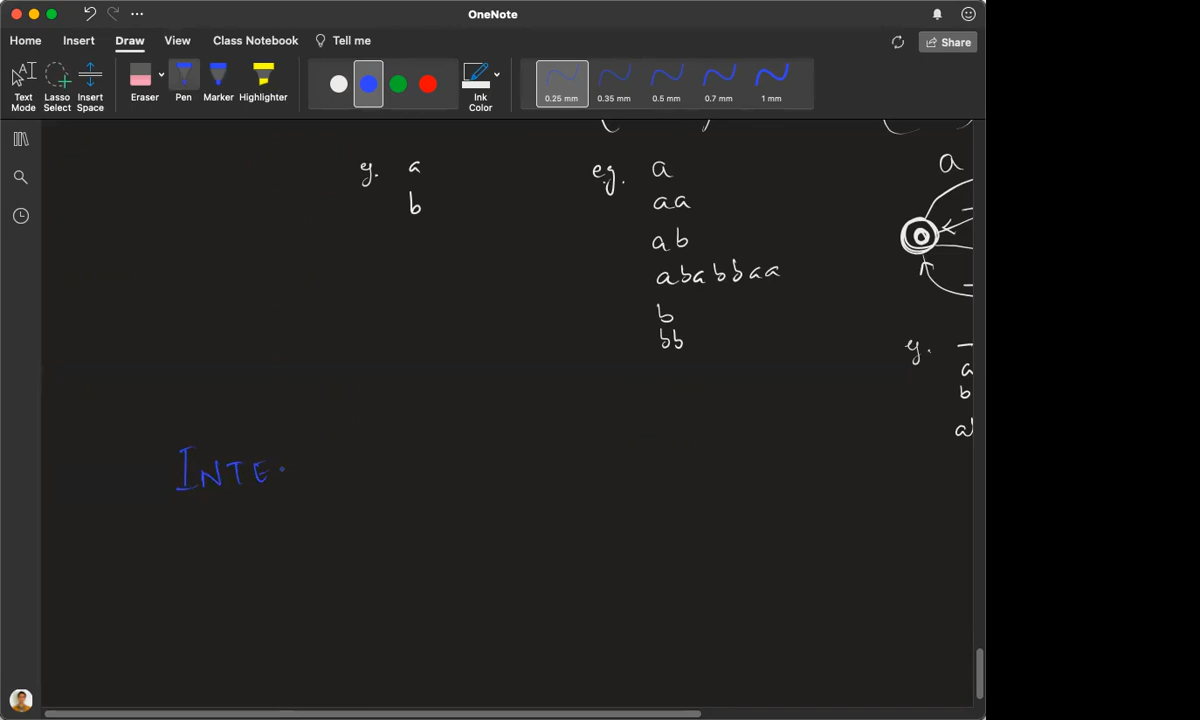 OneNote
Home Insert Draw View Class Notebook Tell me
Share
Text Mode
Lasso Select
Insert Space
Eraser
Pen
Marker
Highlighter
Ink Color
0.25 mm
0.35 mm
0.5 mm
0.7 mm
1 mm
a
b
eg. a
aa
ab
ababbaa
b
bb
a
a
b
INTE